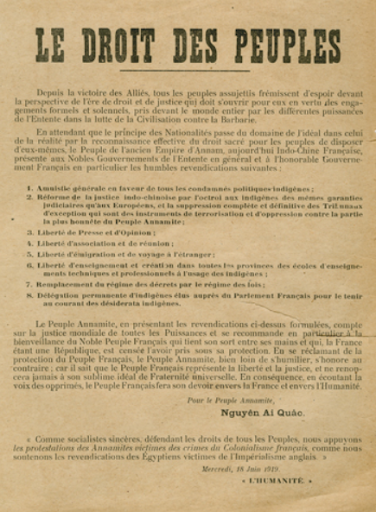 LE DROIT DES PEUPLES
Depuis la victoire des Alliés, tous les peuples assujettis frémissent d'espoir devant
la perspective de l'ère de droit et de justice qui doit s'ouvrir pour eux en vertu des enga-
gements formels et solennels, pris devant le monde entier par les différentes puissances
de l'Entente dans la lutte de la Civilisation contre la Barbarie.
En attendant que le principe des Nationalités passe du domaine de l'idéal dans celui
de la réalité par la reconnaissance effective du droit sacré pour les peuples de disposer
d'eux-mêmes, le Peuple de l'ancien Empire d'Annam, aujourd'hui Indo-Chine Française,
présente aux Nobles Gouvernements de l'Entente en général et à l'honorable Gouverne-
ment Français en particulier les humbles revendications suivantes :
1. Amnistie générale en faveur de tous les condamnés politiques indigènes ;
2. Réforme de la justice indo-chinoise par l'octroi aux indigènes des mêmes garanties
judiciaires qu'aux Européens, et la suppression complète et définitive des Tribunaux
d'exception qui sont des instruments de terrorisation et d'oppression contre la partie
la plus honnête du Peuple Annamite ;
3. Liberté de Presse et d'Opinion ;
4. Liberté d'association et de réunion ;
5. Liberté d'émigration et de voyage à l'étranger ;
6. Liberté d'enseignement et création dans toutes les provinces des écoles d'enseigne-
ments techniques et professionnels à l'usage des indigènes ;
7. Remplacement du régime des décrets par le régime des lois ;
8. Délégation permanente d'indigènes élus auprès du Parlement Français pour le tenir
au courant des désiderata indigènes.
Le Peuple Annamite, en présentant les revendications ci-dessus formulées, compte
sur la justice mondiale de toutes les Puissances et se recommande en particulier à la
bienveillance du Noble Peuple Français qui tient son sort entre ses mains et qui, la France
étant une République, est censée l'avoir pris sous sa protection. En se réclamant de la
protection du Peuple Français, le Peuple Annamite, bien loin de s'humilier, s'honore au
contraire ; car il sait que le Peuple Français représente la liberté et la justice, et ne renon-
cera jamais à son sublime idéal de Fraternité universelle. En conséquence, en écoutant la
voix des opprimés, le Peuple Français fera son devoir envers la France et envers l'Humanité.
Pour le Peuple Annamite,
Nguyên Ai Quâc.
« Comme socialistes sincères, défendant les droits de tous les Peuples, nous appuyons
les protestations des Annamites victimes des crimes du Colonialisme français, comme nous
soutenons les revendications des Egyptiens victimes de l'Impérialisme anglais. »
Mercredi, 18 Juin 1919.
« L'HUMANITÉ. »